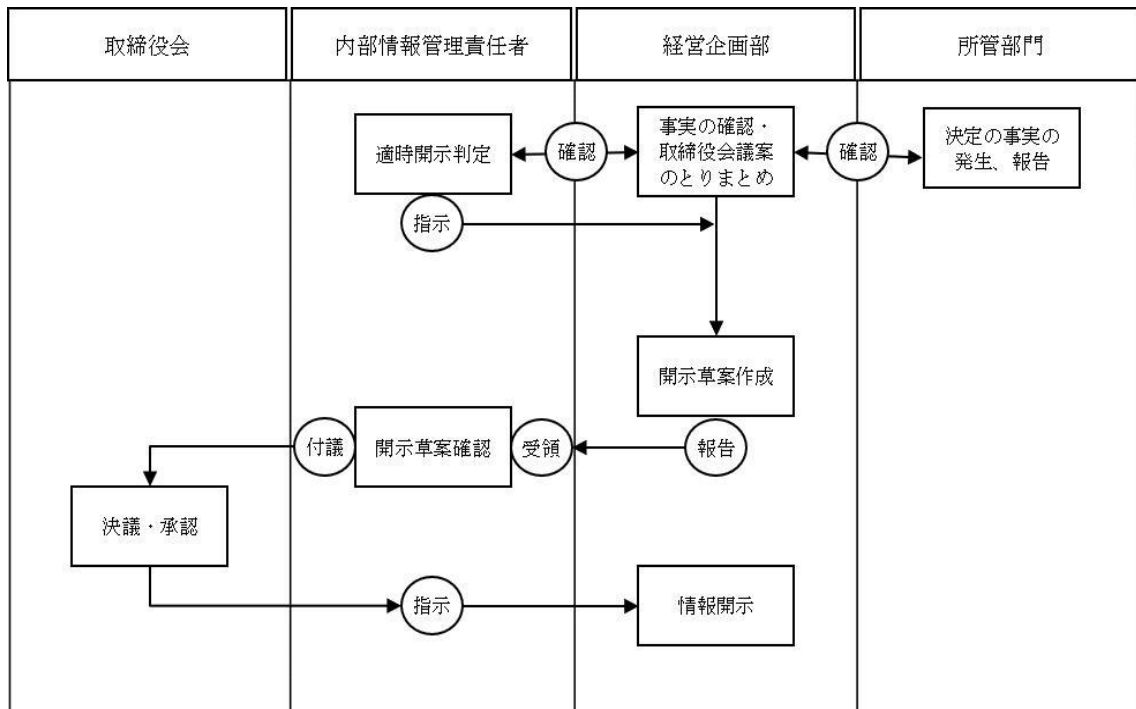 取締役会
内部情報管理責任者
経営企画部
所管部門
適時開示判定
確認
事実の確認・
取締役会議案
のとりまとめ
確認
決定の事実の
発生、報告
指示
開示草案作成
付議
開示草案確認
受領
報告
決議・承認
指示
情報開示